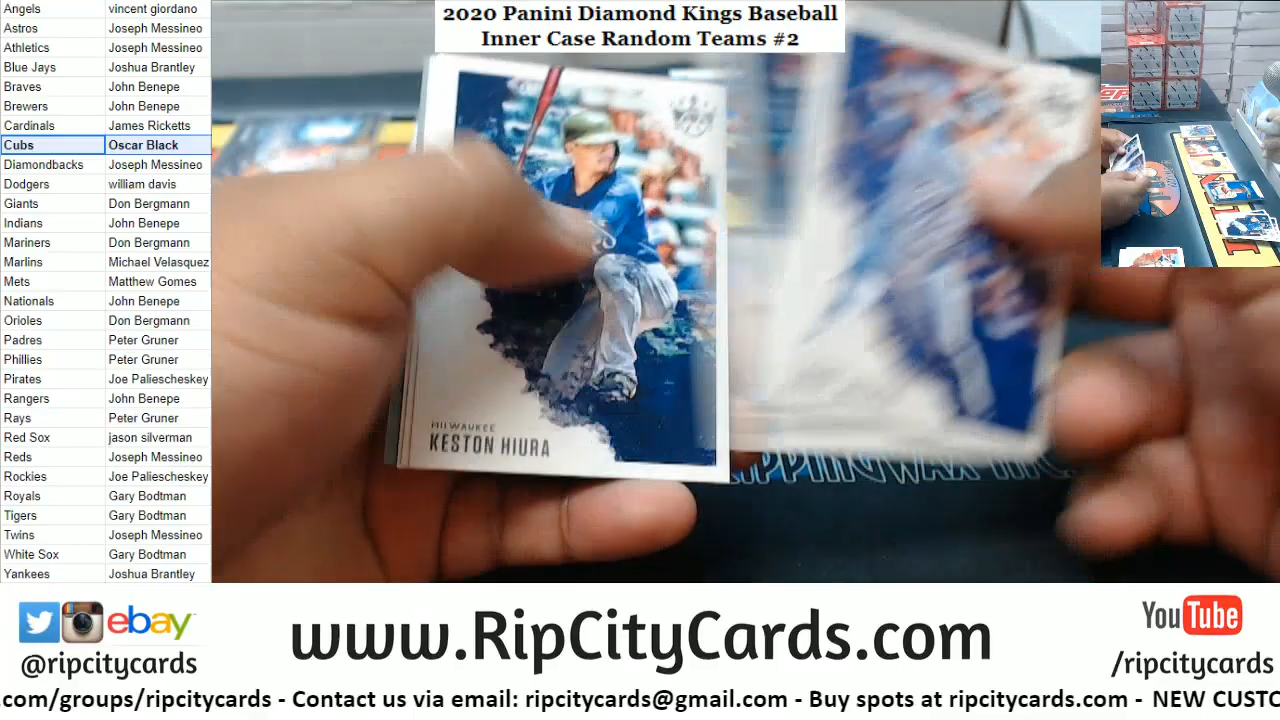 2020 Panini Diamond Kings Baseball
Inner Case Random Teams #2
Angels vincent giordano
Astros Joseph Messineo
Athletics Joseph Messineo
Blue Jays Joshua Brantley
Braves John Benepe
Brewers John Benepe
Cardinals James Ricketts
Cubs Oscar Black
Diamondbacks Joseph Messineo
Dodgers william davis
Giants Don Bergmann
Indians John Benepe
Mariners Don Bergmann
Marlins Michael Velasquez
Mets Matthew Gomes
Nationals John Benepe
Orioles Don Bergmann
Padres Peter Gruner
Phillies Peter Gruner
Pirates Joe Paliescheskey
Rangers John Benepe
Rays Peter Gruner
Red Sox jason silverman
Reds Joseph Messineo
Rockies Joe Paliescheskey
Royals Gary Bodtman
Tigers Gary Bodtman
Twins Joseph Messineo
White Sox Gary Bodtman
Yankees Joshua Brantley
MILWAUKEE
KESTON HIURA
ebay
@ripcitycards
www.RipCityCards.com
YouTube
/ripcitycards
.com/groups/ripcitycards - Contact us via email: ripcitycards@gmail.com - Buy spots at ripcitycards.com - NEW CUSTO